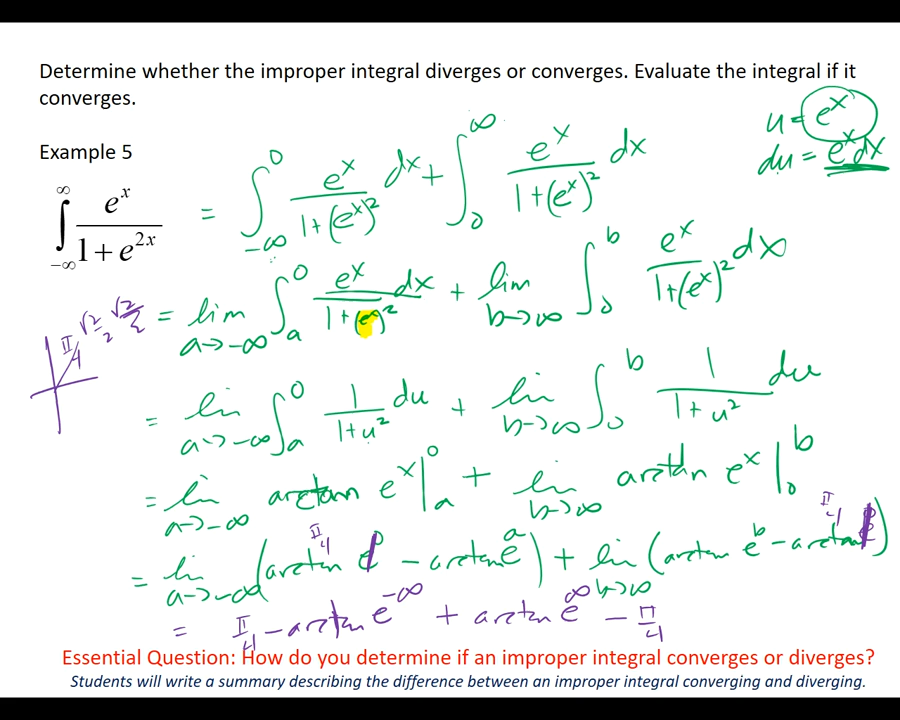 Determine whether the improper integral diverges or converges. Evaluate the integral if it
converges.
Example 5
∫_{-∞}^{∞} e^x / (1 + e^{2x})
= ∫_{-∞}^{0} e^x / (1+(e^x)^2) dx + ∫_{0}^{∞} e^x / (1+(e^x)^2) dx
u = e^x
du = e^x dx
π/4 √2/2 √2/2
= lim_{a→-∞} ∫_{a}^{0} e^x / (1+(e^x)^2) dx + lim_{b→∞} ∫_{0}^{b} e^x / (1+(e^x)^2) dx
= lim_{a→-∞} ∫_{a}^{0} 1 / (1+u^2) du + lim_{b→∞} ∫_{0}^{b} 1 / (1+u^2) du
= lim_{a→-∞} arctan e^x |_{a}^{0} + lim_{b→∞} arctan e^x |_{0}^{b}
π/4 π/4
= lim_{a→-∞} (arctan 1 - arctan e^a) + lim_{b→∞} (arctan e^b - arctan 1)
= π/4 - arctan e^{-∞} + arctan e^{∞} - π/4
Essential Question: How do you determine if an improper integral converges or diverges?
Students will write a summary describing the difference between an improper integral converging and diverging.